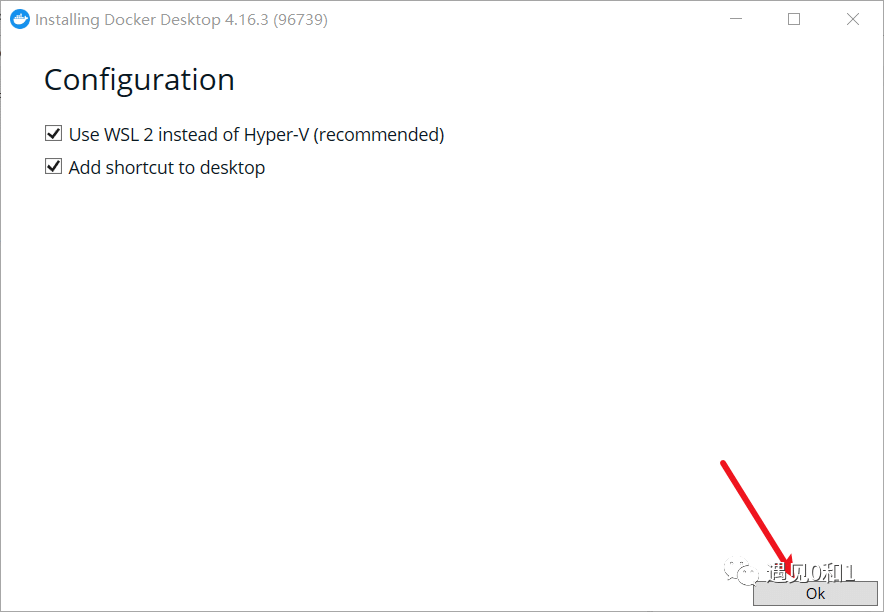 Installing Docker Desktop 4.16.3 (96739)
Configuration
Use WSL 2 instead of Hyper-V (recommended)
Add shortcut to desktop
遇见0和1
Ok